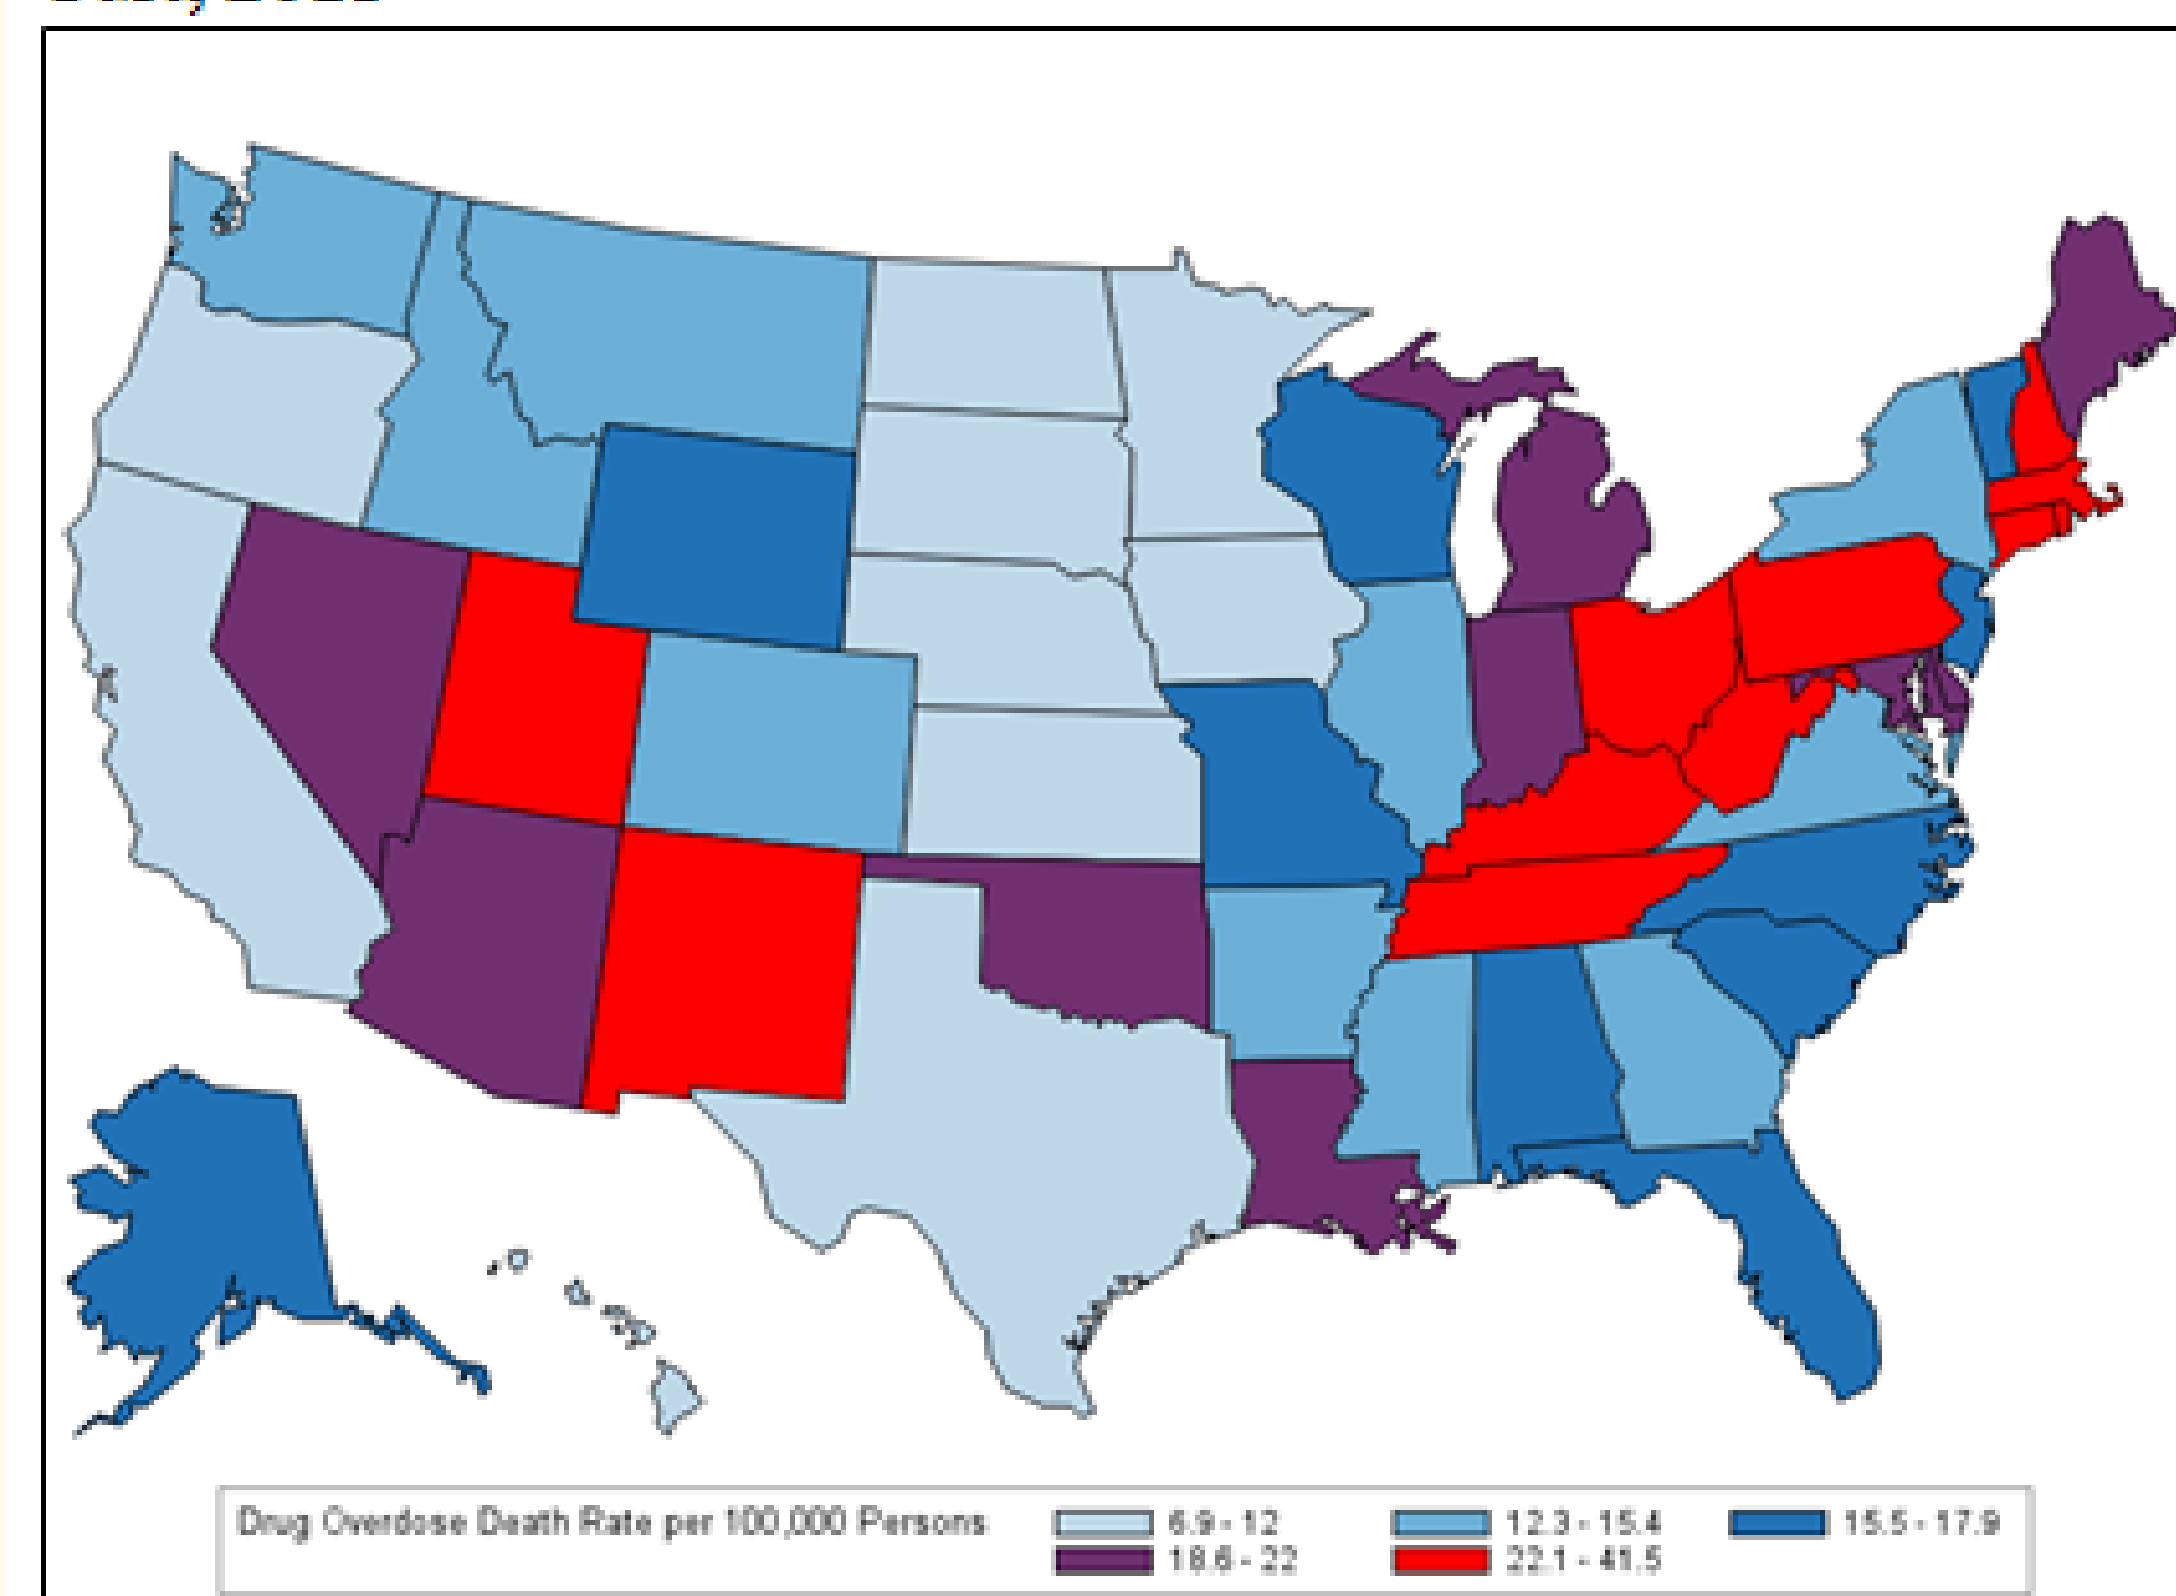 Drug Overdose Death Rate per 100,000 Persons
6.9 - 12
12.3 - 15.4
15.5 - 17.9
18.6 - 22
22.1 - 41.5